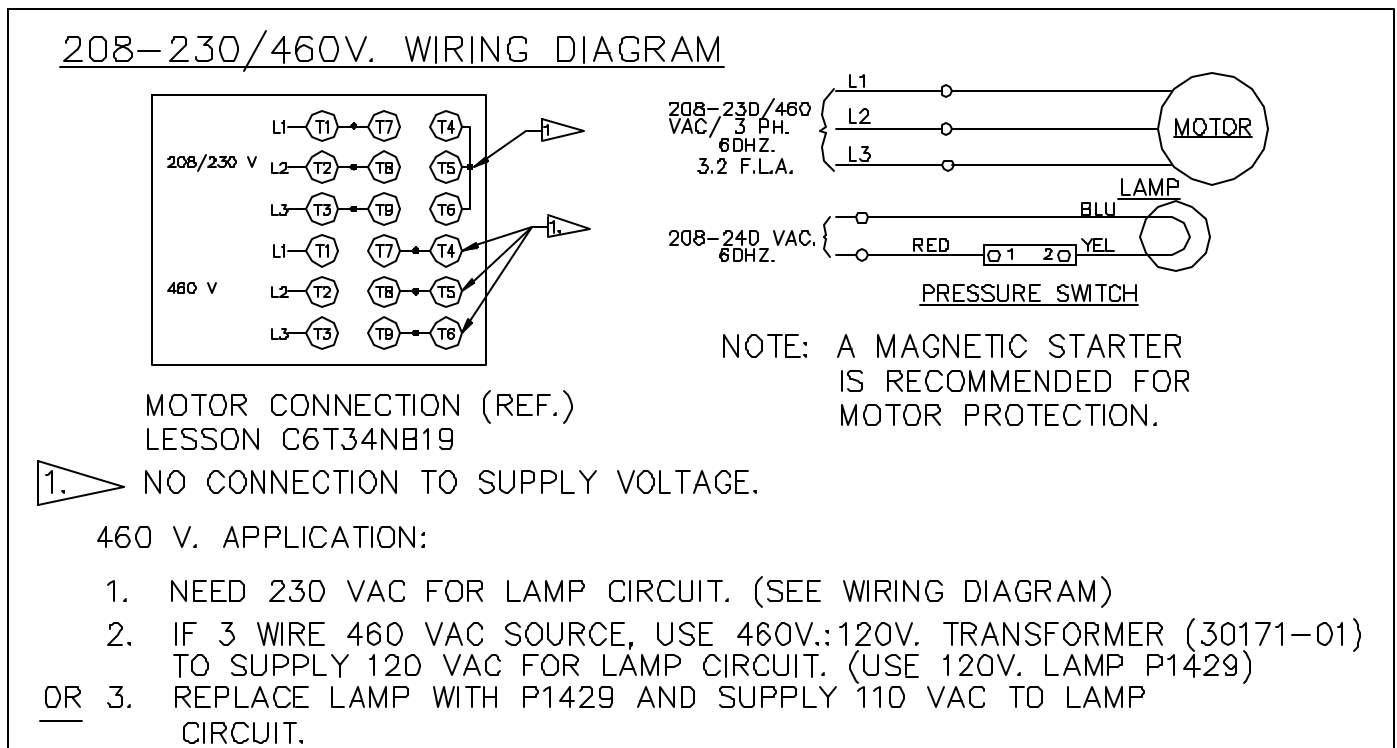 208-230/460V. WIRING DIAGRAM
208/230 V
L1 T1 T7 T4
L2 T2 T8 T5
L3 T3 T9 T6
1
460 V
L1 T1 T7 T4
L2 T2 T8 T5
L3 T3 T9 T6
1.
MOTOR CONNECTION (REF.)
LESSON C6T34NB19
208-230/460
VAC/ 3 PH.
60HZ.
3.2 F.L.A.
L1
L2
L3
MOTOR
LAMP
208-240 VAC.
60HZ.
BLU
RED
1 2
YEL
PRESSURE SWITCH
NOTE: A MAGNETIC STARTER
IS RECOMMENDED FOR
MOTOR PROTECTION.
1. NO CONNECTION TO SUPPLY VOLTAGE.
460 V. APPLICATION:
1. NEED 230 VAC FOR LAMP CIRCUIT. (SEE WIRING DIAGRAM)
2. IF 3 WIRE 460 VAC SOURCE, USE 460V.:120V. TRANSFORMER (30171-01)
TO SUPPLY 120 VAC FOR LAMP CIRCUIT. (USE 120V. LAMP P1429)
OR 3. REPLACE LAMP WITH P1429 AND SUPPLY 110 VAC TO LAMP
CIRCUIT.